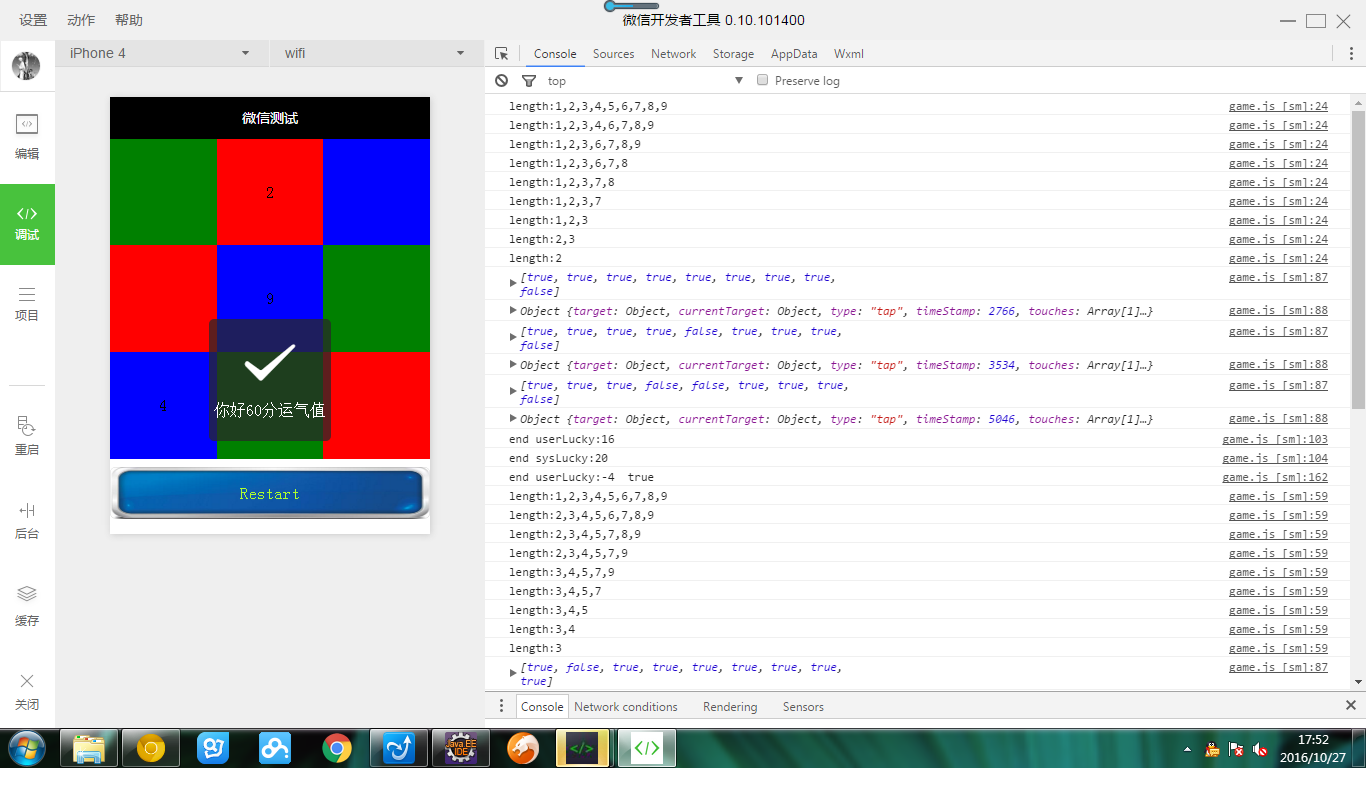 设置 动作 帮助
微信开发者工具 0.10.101400
iPhone 4
wifi
Console Sources Network Storage AppData Wxml
top
Preserve log
编辑
调试
项目
重启
后台
缓存
关闭
微信测试
2
9
4
你好60分运气值
Restart
length:1,2,3,4,5,6,7,8,9 game.js [sm]:24
length:1,2,3,4,6,7,8,9 game.js [sm]:24
length:1,2,3,6,7,8,9 game.js [sm]:24
length:1,2,3,6,7,8 game.js [sm]:24
length:1,2,3,7,8 game.js [sm]:24
length:1,2,3,7 game.js [sm]:24
length:1,2,3 game.js [sm]:24
length:2,3 game.js [sm]:24
length:2 game.js [sm]:24
[true, true, true, true, true, true, true, true, game.js [sm]:87
false]
Object {target: Object, currentTarget: Object, type: "tap", timeStamp: 2766, touches: Array[1]…} game.js [sm]:88
[true, true, true, true, false, true, true, true, game.js [sm]:87
false]
Object {target: Object, currentTarget: Object, type: "tap", timeStamp: 3534, touches: Array[1]…} game.js [sm]:88
[true, true, true, false, false, true, true, true, game.js [sm]:87
false]
Object {target: Object, currentTarget: Object, type: "tap", timeStamp: 5046, touches: Array[1]…} game.js [sm]:88
end userLucky:16 game.js [sm]:103
end sysLucky:20 game.js [sm]:104
end userLucky:-4 true game.js [sm]:162
length:1,2,3,4,5,6,7,8,9 game.js [sm]:59
length:2,3,4,5,6,7,8,9 game.js [sm]:59
length:2,3,4,5,7,8,9 game.js [sm]:59
length:2,3,4,5,7,9 game.js [sm]:59
length:3,4,5,7,9 game.js [sm]:59
length:3,4,5,7 game.js [sm]:59
length:3,4,5 game.js [sm]:59
length:3,4 game.js [sm]:59
length:3 game.js [sm]:59
[true, false, true, true, true, true, true, true, game.js [sm]:87
true]
Console Network conditions Rendering Sensors
Java EE
IDE
17:52
2016/10/27